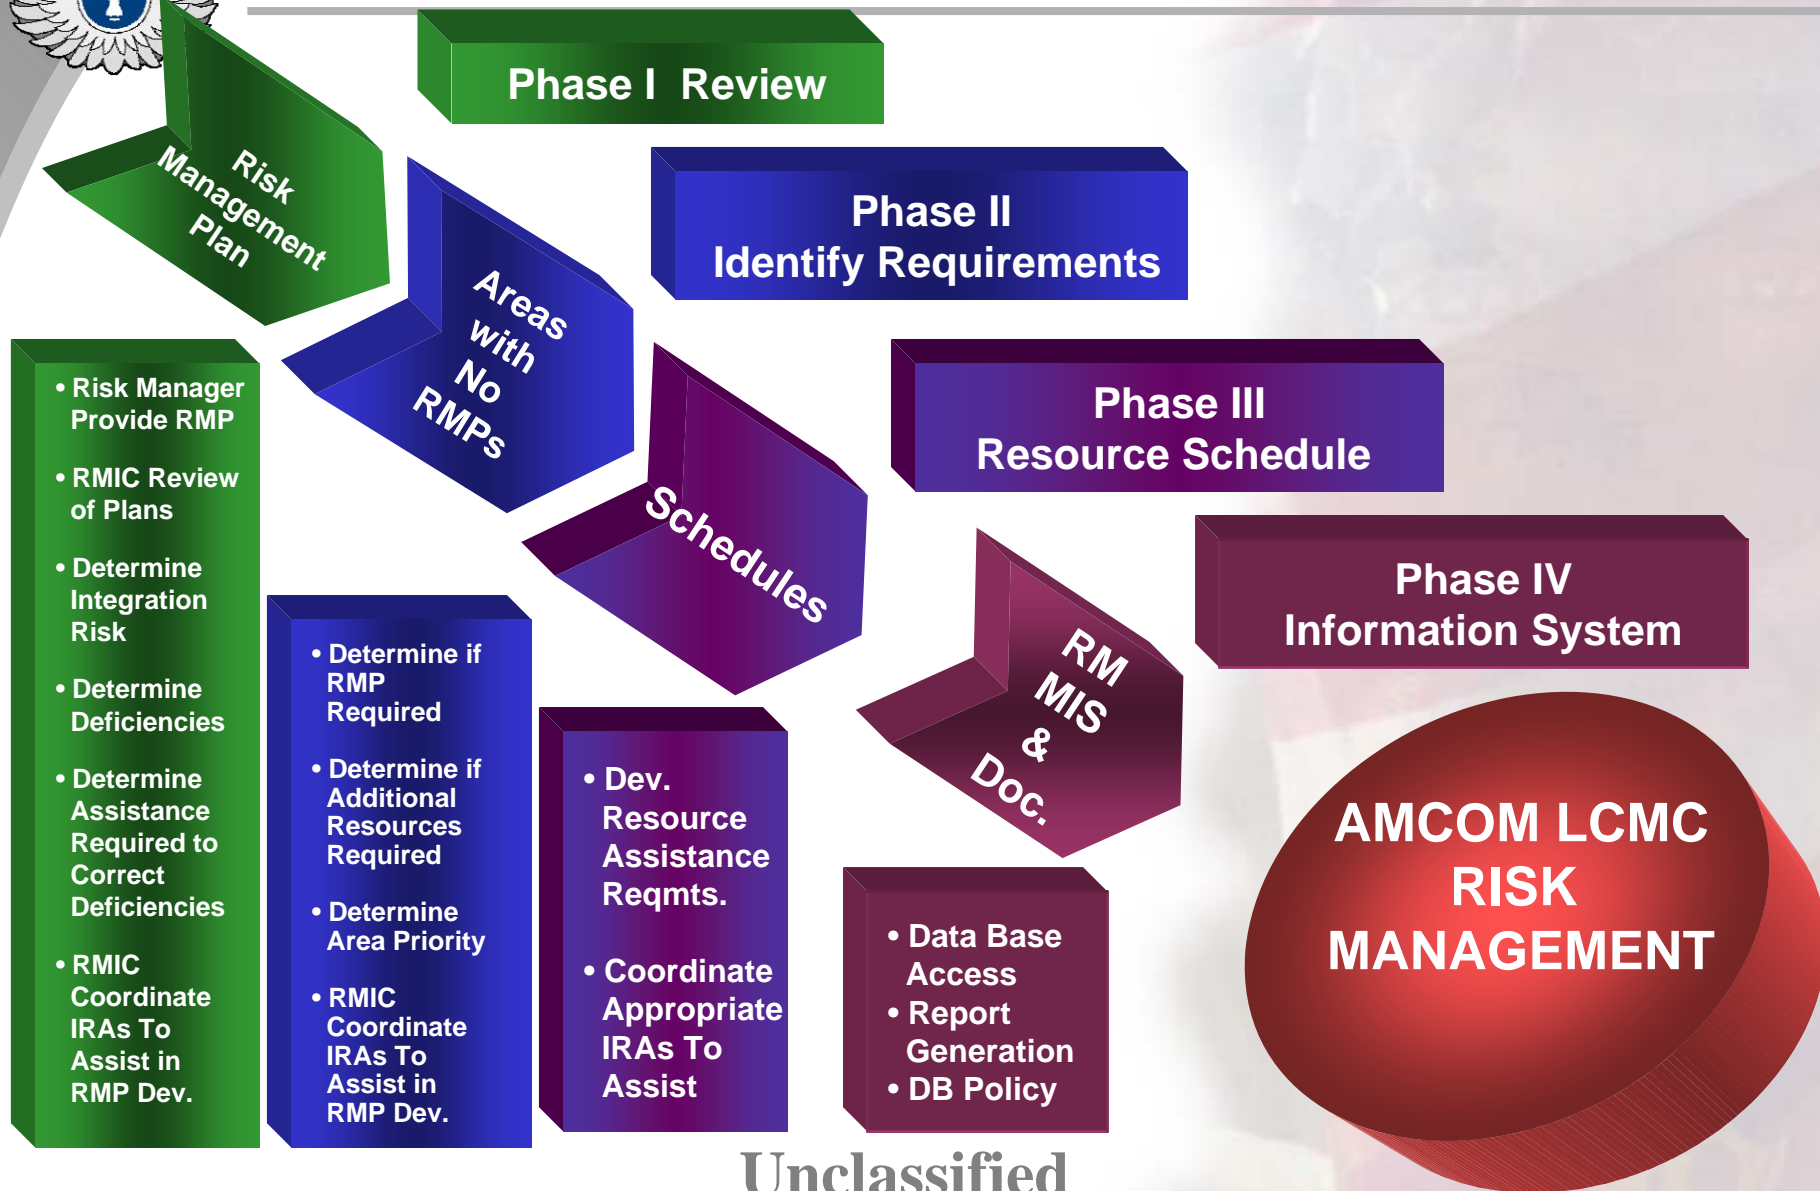 Phase I Review
Risk
Management
Plan
Phase II
Identify Requirements
Areas
with
No
RMPs
Phase III
Resource Schedule
Schedules
Phase IV
Information System
RM
MIS
&
Doc.
• Risk Manager
Provide RMP
• RMIC Review
of Plans
• Determine
Integration
Risk
• Determine
Deficiencies
• Determine
Assistance
Required to
Correct
Deficiencies
• RMIC
Coordinate
IRAs To
Assist in
RMP Dev.
• Determine if
RMP
Required
• Determine if
Additional
Resources
Required
• Determine
Area Priority
• RMIC
Coordinate
IRAs To
Assist in
RMP Dev.
• Dev.
Resource
Assistance
Reqmts.
• Coordinate
Appropriate
IRAs To
Assist
• Data Base
Access
• Report
Generation
• DB Policy
AMCOM LCMC
RISK
MANAGEMENT
Unclassified